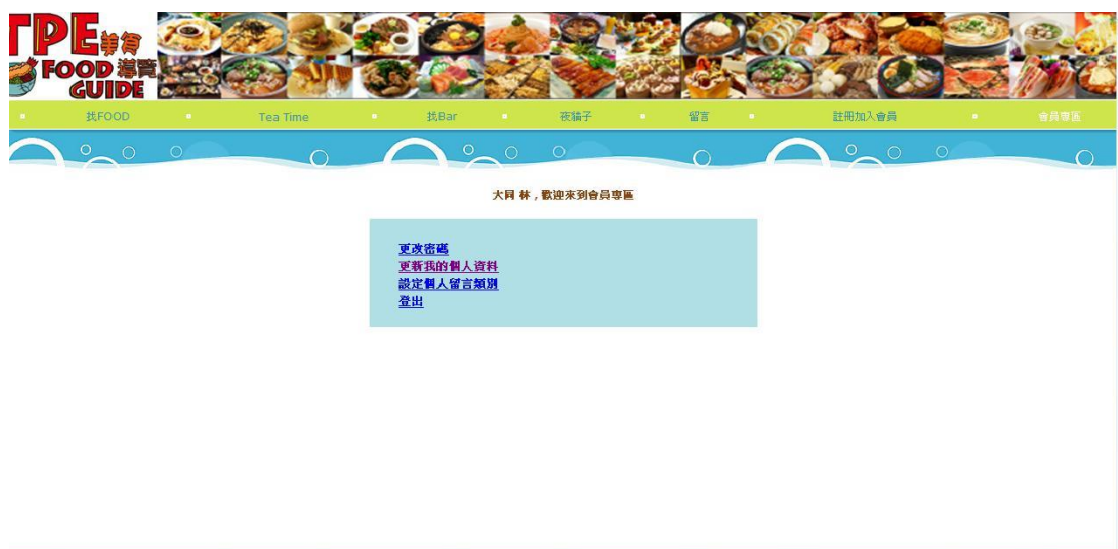 TPE美食
FOOD導覽
GUIDE
找FOOD Tea Time 找Bar 夜貓子 留言 註冊加入會員 會員專區
大同 林，歡迎來到會員專區
更改密碼
更新我的個人資料
設定個人留言類別
登出